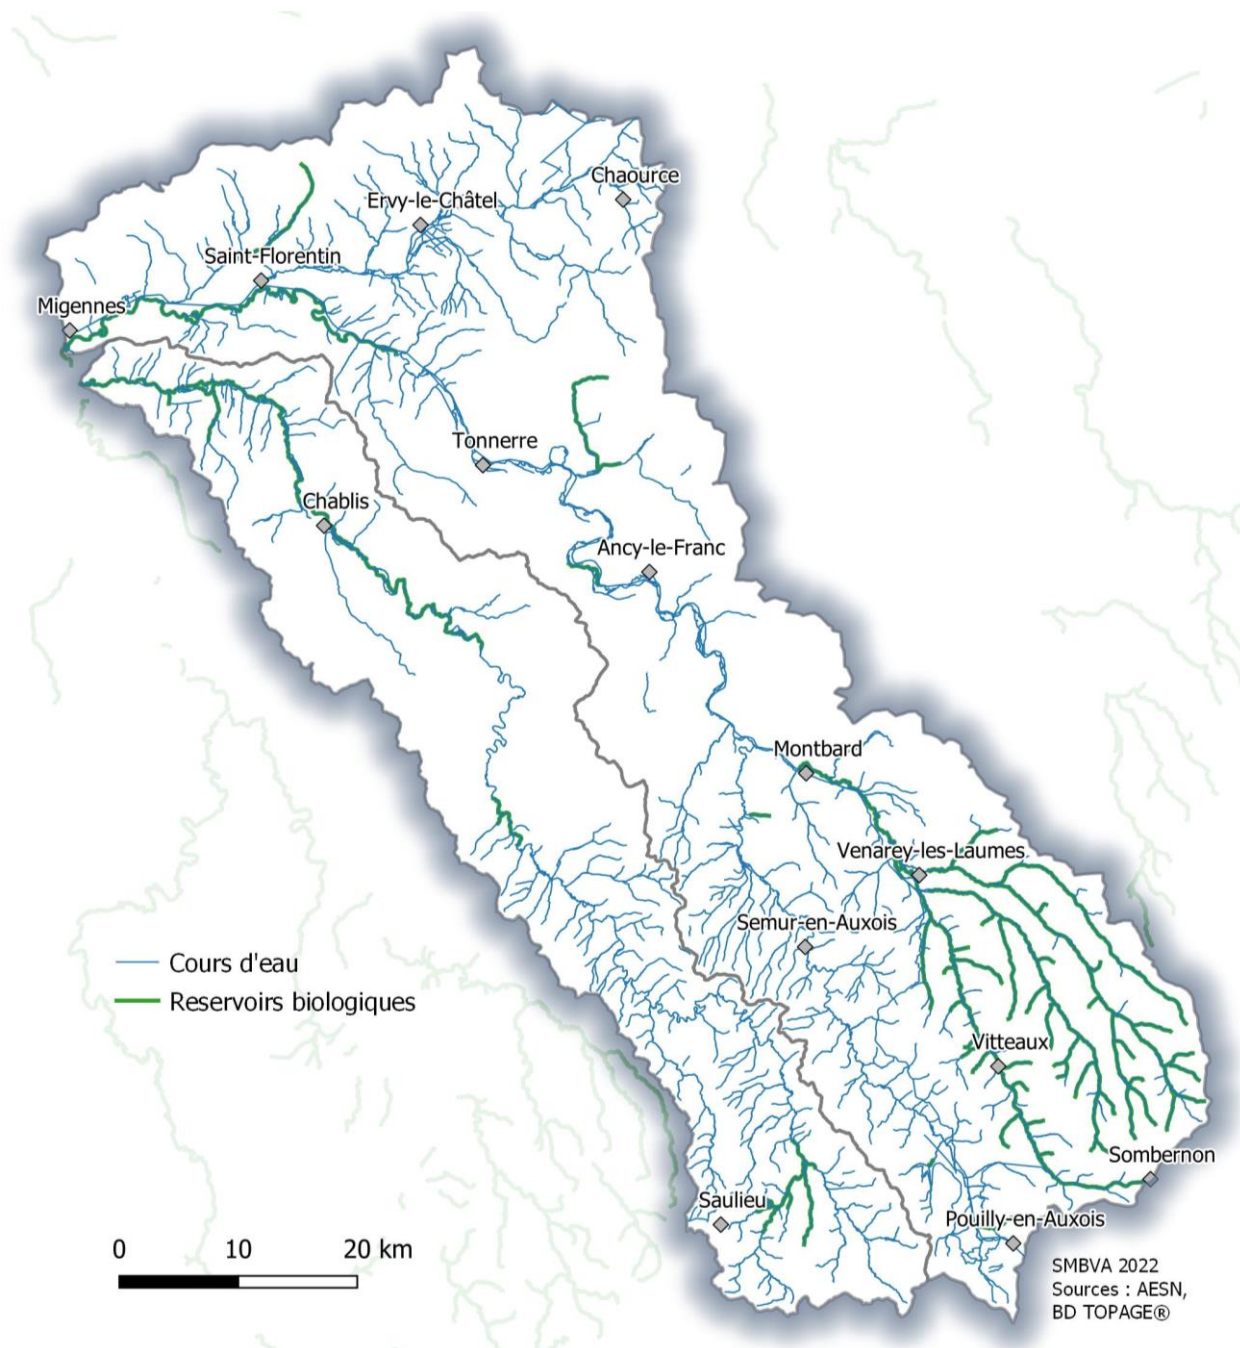 Chaource
Ervy-le-Châtel
Saint-Florentin
Migennes
Tonnerre
Chablis
Ancy-le-Franc
Montbard
Venarey-les-Laumes
Semur-en-Auxois
Cours d'eau
Reservoirs biologiques
Vitteaux
Sombernon
Saulieu
Pouilly-en-Auxois
0 10 20 km
SMBVA 2022
Sources : AESN,
BD TOPAGE®